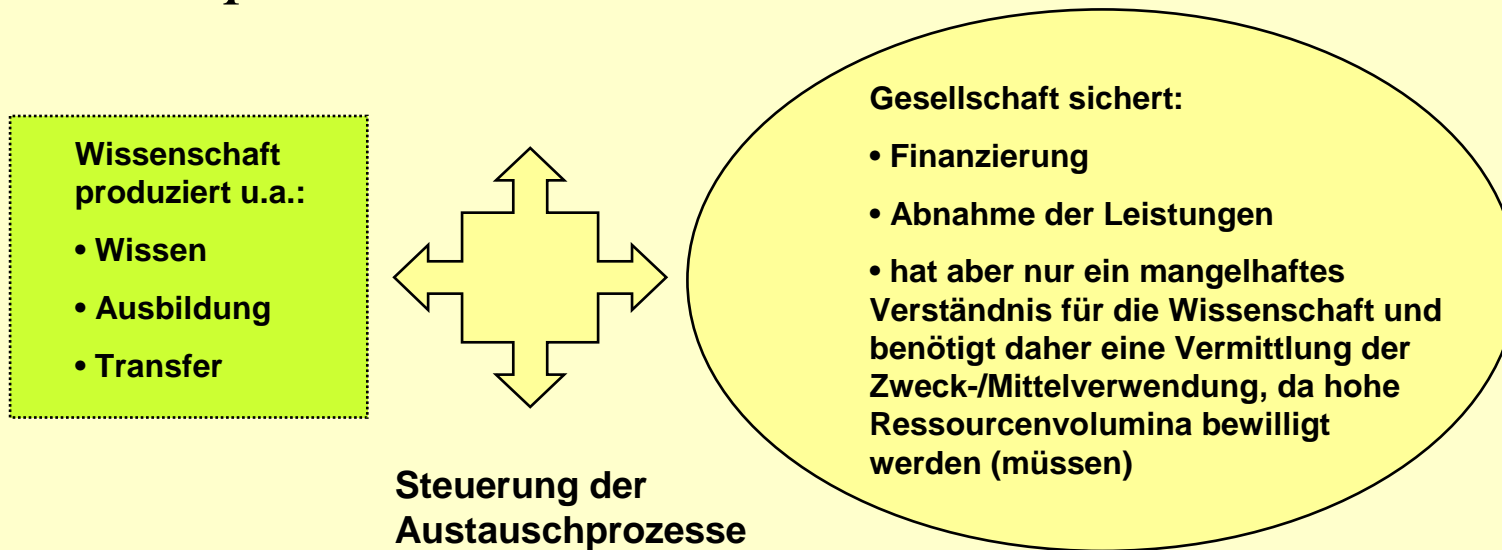 Wissenschaft
produziert u.a.:
• Wissen
• Ausbildung
• Transfer
Steuerung der
Austauschprozesse
Gesellschaft sichert:
• Finanzierung
• Abnahme der Leistungen
• hat aber nur ein mangelhaftes
Verständnis für die Wissenschaft und
benötigt daher eine Vermittlung der
Zweck-/Mittelverwendung, da hohe
Ressourcenvolumina bewilligt
werden (müssen)